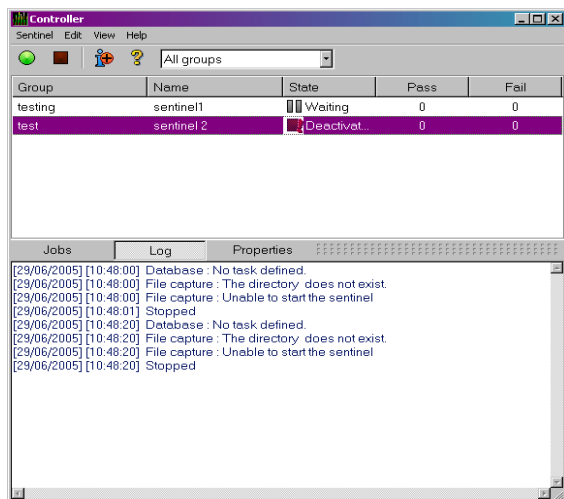 Controller
Sentinel Edit View Help
All groups
Group Name State Pass Fail
testing sentinel1 Waiting 0 0
test sentinel 2 Deactivat... 0 0
Jobs Log Properties
[29/06/2005] [10:48:00] Database : No task defined.
[29/06/2005] [10:48:00] File capture : The directory does not exist.
[29/06/2005] [10:48:00] File capture : Unable to start the sentinel
[29/06/2005] [10:48:01] Stopped
[29/06/2005] [10:48:20] Database : No task defined.
[29/06/2005] [10:48:20] File capture : The directory does not exist.
[29/06/2005] [10:48:20] File capture : Unable to start the sentinel
[29/06/2005] [10:48:20] Stopped